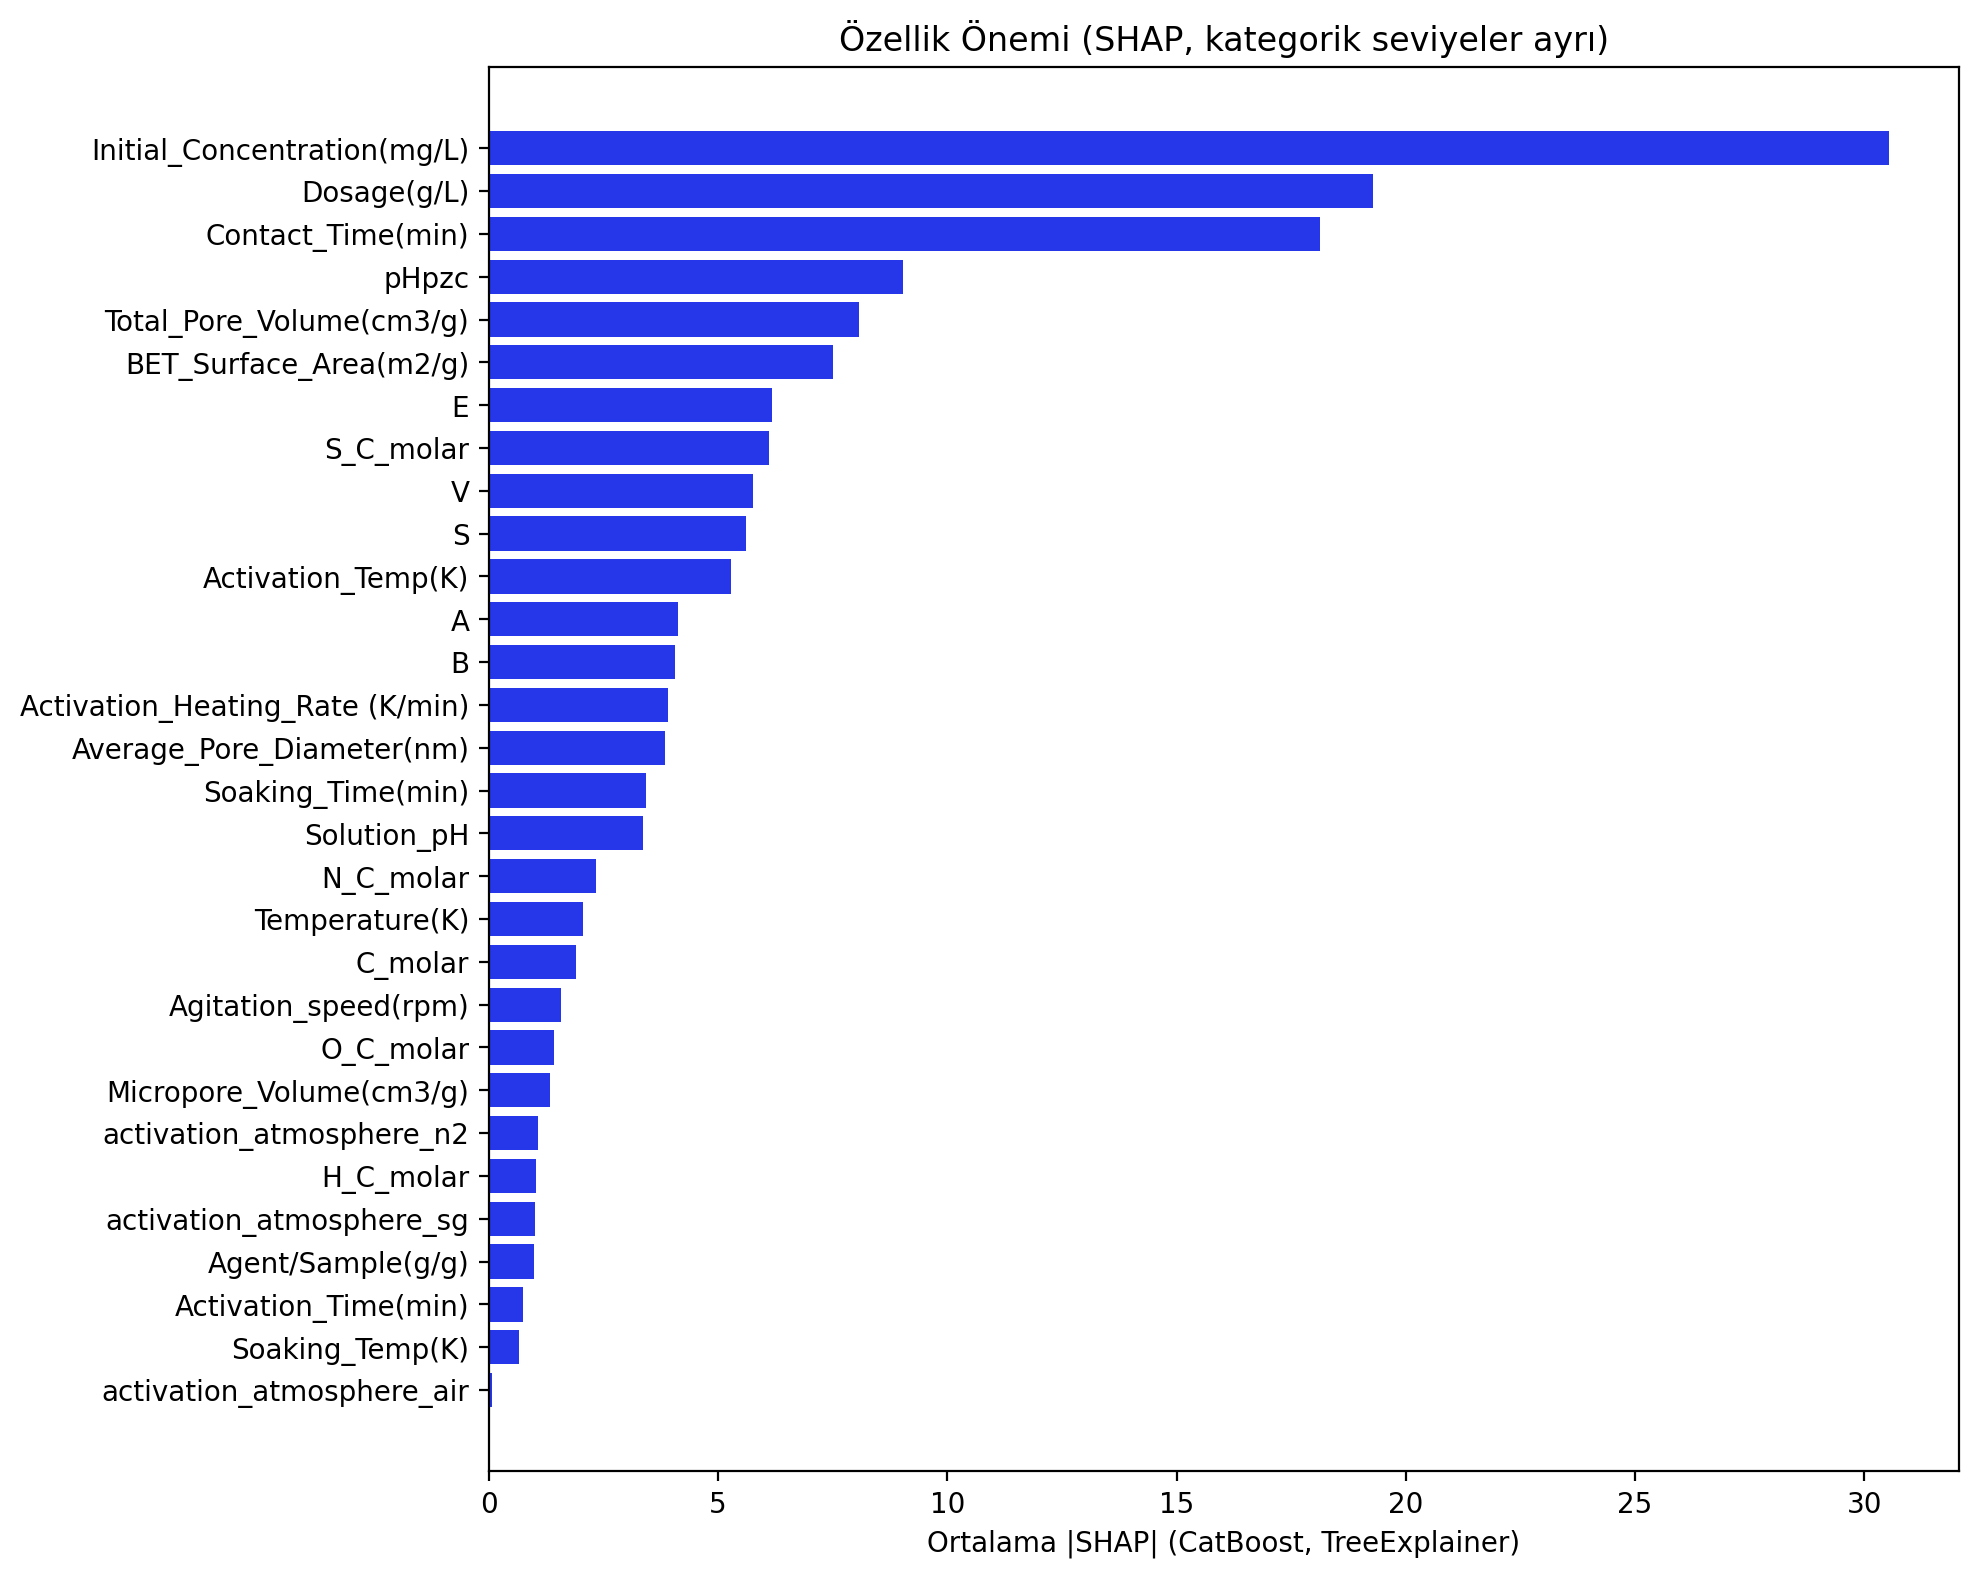 Özellik Önemi (SHAP, kategorik seviyeler ayrı)
Initial_Concentration(mg/L)
Dosage(g/L)
Contact_Time(min)
pHpzc
Total_Pore_Volume(cm3/g)
BET_Surface_Area(m2/g)
E
S_C_molar
V
S
Activation_Temp(K)
A
B
Activation_Heating_Rate (K/min)
Average_Pore_Diameter(nm)
Soaking_Time(min)
Solution_pH
N_C_molar
Temperature(K)
C_molar
Agitation_speed(rpm)
O_C_molar
Micropore_Volume(cm3/g)
activation_atmosphere_n2
H_C_molar
activation_atmosphere_sg
Agent/Sample(g/g)
Activation_Time(min)
Soaking_Temp(K)
activation_atmosphere_air
0 5 10 15 20 25 30
Ortalama |SHAP| (CatBoost, TreeExplainer)